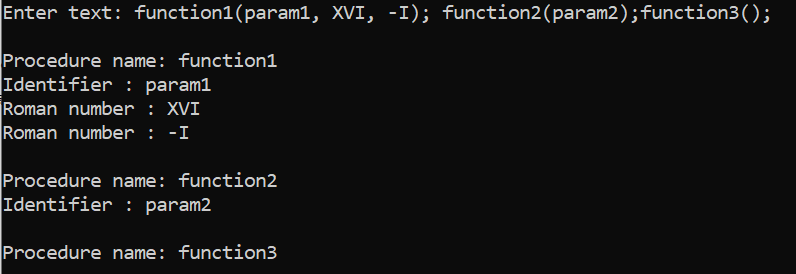 Enter text: function1(param1, XVI, -I); function2(param2);function3();
Procedure name: function1
Identifier : param1
Roman number : XVI
Roman number : -I
Procedure name: function2
Identifier : param2
Procedure name: function3